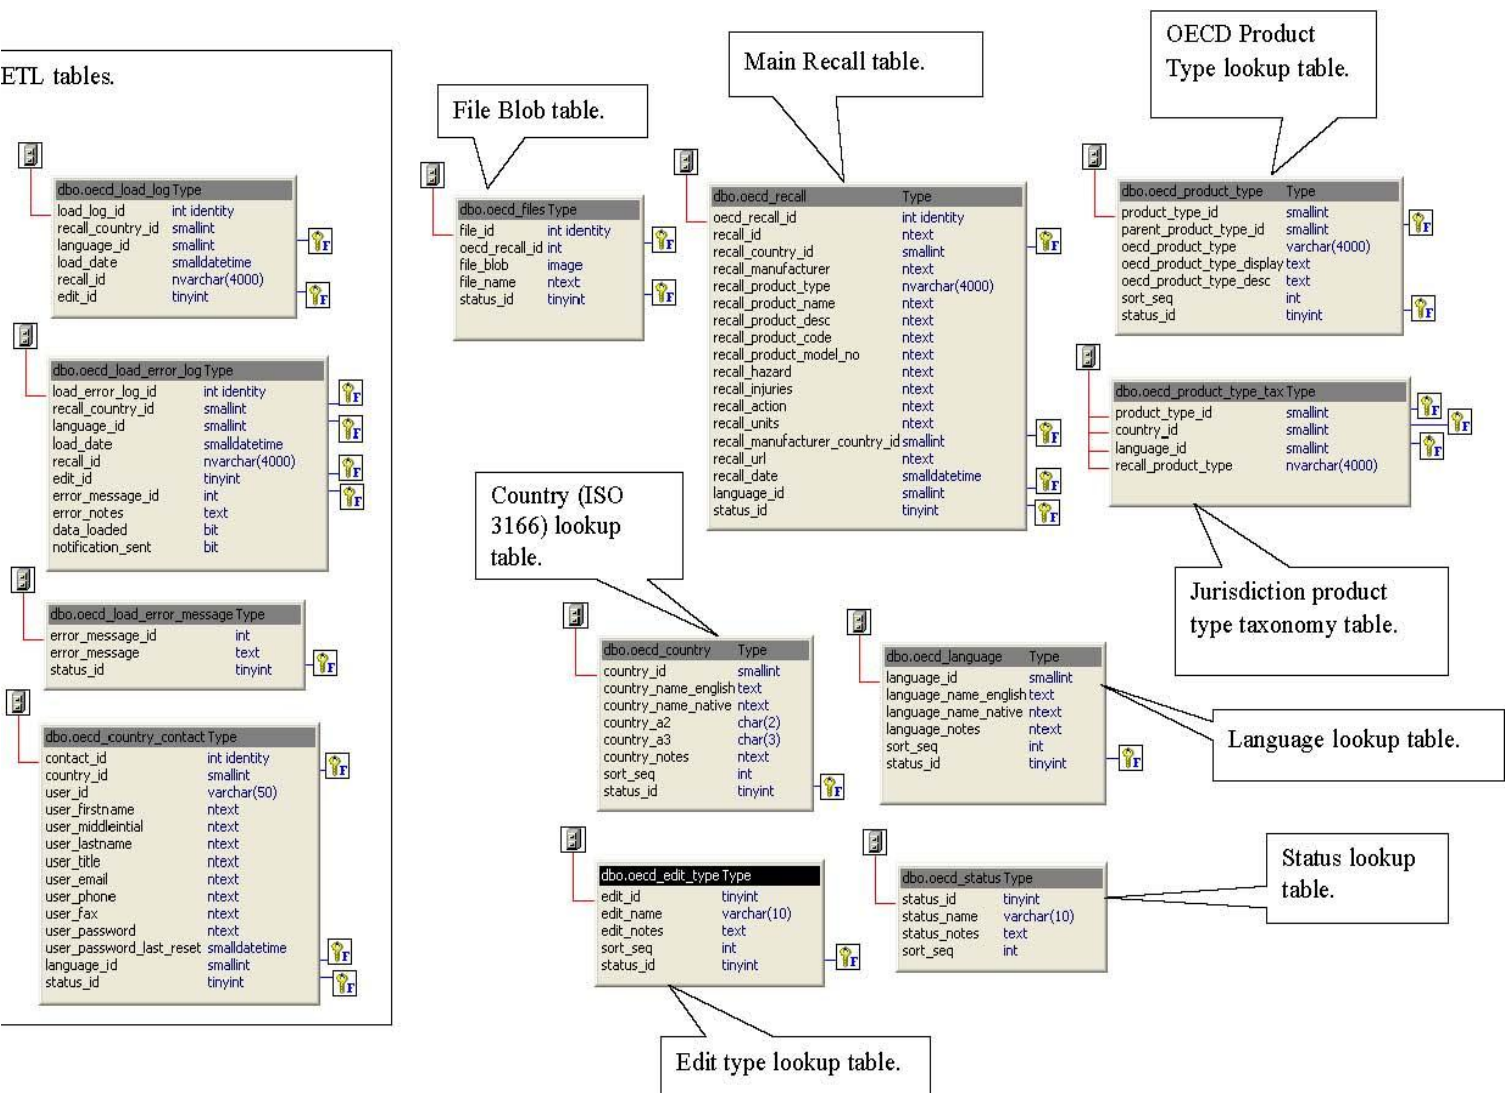 ETL tables.
dbo.oecd_load_log Type
load_log_id int identity
recall_country_id smallint
language_id smallint
load_date smalldatetime
recall_id nvarchar(4000)
edit_id tinyint
F
F
dbo.oecd_load_error_log Type
load_error_log_id int identity
recall_country_id smallint
language_id smallint
load_date smalldatetime
recall_id nvarchar(4000)
edit_id tinyint
error_message_id int
error_notes text
data_loaded bit
notification_sent bit
F
F
F
F
dbo.oecd_load_error_message Type
error_message_id int
error_message text
status_id tinyint
F
dbo.oecd_country_contact Type
contact_id int identity
country_id smallint
user_id varchar(50)
user_firstname ntext
user_middleintial ntext
user_lastname ntext
user_title ntext
user_email ntext
user_phone ntext
user_fax ntext
user_password ntext
user_password_last_reset smalldatetime
language_id smallint
status_id tinyint
F
F
F
File Blob table.
dbo.oecd_files Type
file_id int identity
oecd_recall_id int
file_blob image
file_name ntext
status_id tinyint
F
F
Main Recall table.
dbo.oecd_recall Type
oecd_recall_id int identity
recall_id ntext
recall_country_id smallint
recall_manufacturer ntext
recall_product_type nvarchar(4000)
recall_product_name ntext
recall_product_desc ntext
recall_product_code ntext
recall_product_model_no ntext
recall_hazard ntext
recall_injuries ntext
recall_action ntext
recall_units ntext
recall_manufacturer_country_id smallint
recall_url ntext
recall_date smalldatetime
language_id smallint
status_id tinyint
F
F
F
F
OECD Product
Type lookup table.
dbo.oecd_product_type Type
product_type_id smallint
parent_product_type_id smallint
oecd_product_type varchar(4000)
oecd_product_type_display text
oecd_product_type_desc text
sort_seq int
status_id tinyint
F
F
dbo.oecd_product_type_tax Type
product_type_id smallint
country_id smallint
language_id smallint
recall_product_type nvarchar(4000)
F
F
F
Jurisdiction product
type taxonomy table.
Country (ISO
3166) lookup
table.
dbo.oecd_country Type
country_id smallint
country_name_english text
country_name_native ntext
country_a2 char(2)
country_a3 char(3)
country_notes ntext
sort_seq int
status_id tinyint
F
dbo.oecd_language Type
language_id smallint
language_name_english text
language_name_native ntext
language_notes ntext
sort_seq int
status_id tinyint
F
Language lookup table.
dbo.oecd_edit_type Type
edit_id tinyint
edit_name varchar(10)
edit_notes text
sort_seq int
status_id tinyint
F
Edit type lookup table.
dbo.oecd_status Type
status_id tinyint
status_name varchar(10)
status_notes text
sort_seq int
Status lookup
table.